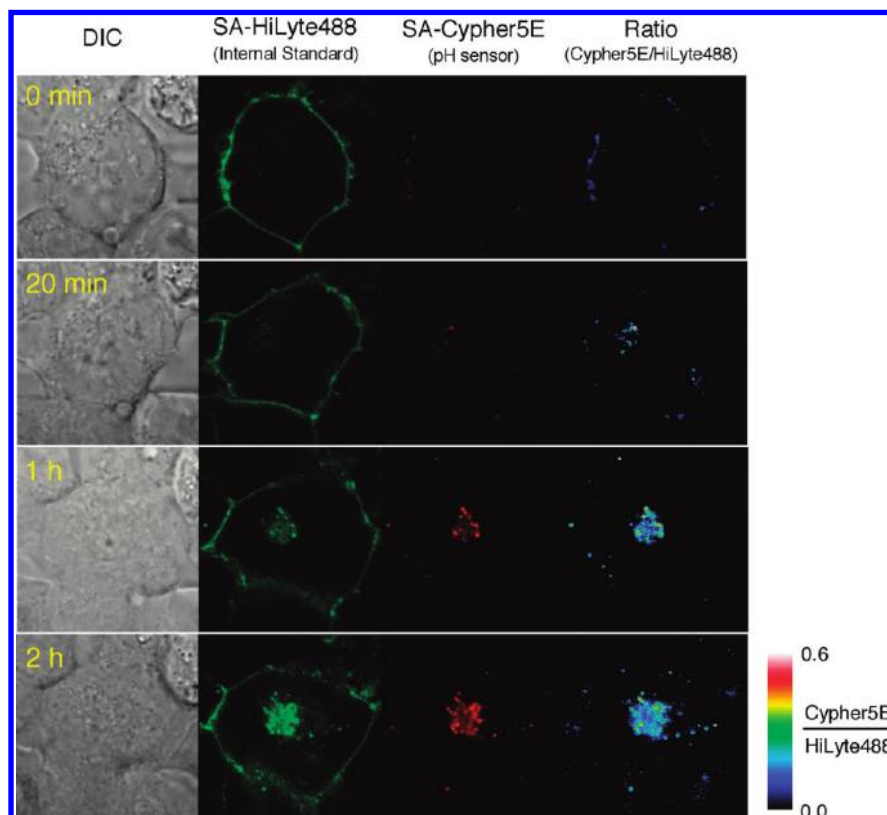 DIC
SA-HiLyte488
(Internal Standard)
SA-Cypher5E
(pH sensor)
Ratio
(Cypher5E/HiLyte488)
0 min
20 min
1 h
2 h
0.6
Cypher5E
HiLyte488
0.0